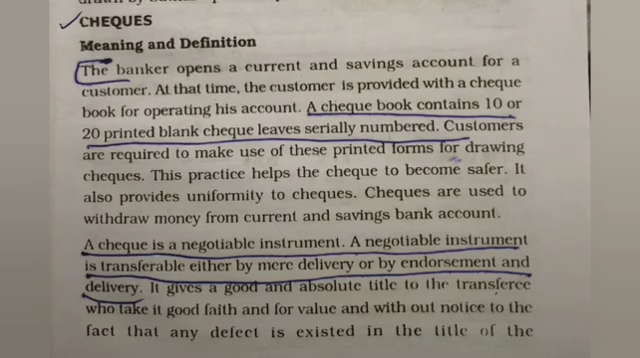 CHEQUES
Meaning and Definition
The banker opens a current and savings account for a
customer. At that time, the customer is provided with a cheque
book for operating his account. A cheque book contains 10 or
20 printed blank cheque leaves serially numbered. Customers
are required to make use of these printed forms for drawing
cheques. This practice helps the cheque to become safer. It
also provides uniformity to cheques. Cheques are used to
withdraw money from current and savings bank account.
A cheque is a negotiable instrument. A negotiable instrument
is transferable either by mere delivery or by endorsement and
delivery. It gives a good and absolute title to the transferee
who take it good faith and for value and with out notice to the
fact that any defect is existed in the title of the